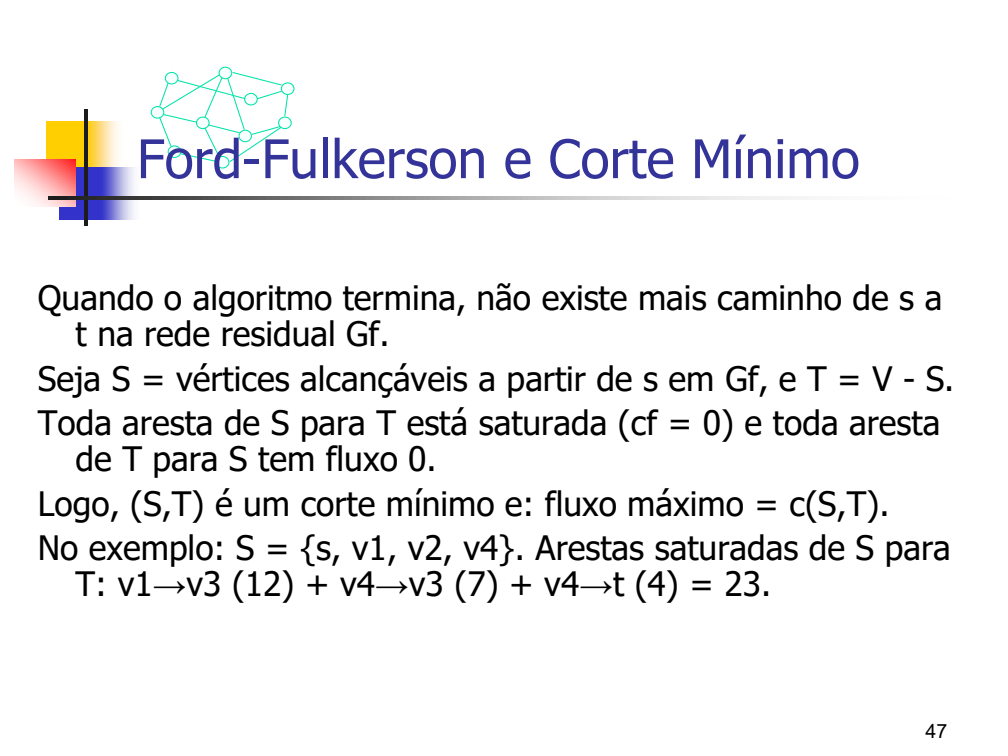 Ford-Fulkerson e Corte Mínimo
Quando o algoritmo termina, não existe mais caminho de s a
t na rede residual Gf.
Seja S = vértices alcançáveis a partir de s em Gf, e T = V - S.
Toda aresta de S para T está saturada (cf = 0) e toda aresta
de T para S tem fluxo 0.
Logo, (S,T) é um corte mínimo e: fluxo máximo = c(S,T).
No exemplo: S = {s, v1, v2, v4}. Arestas saturadas de S para
T: v1→v3 (12) + v4→v3 (7) + v4→t (4) = 23.
47